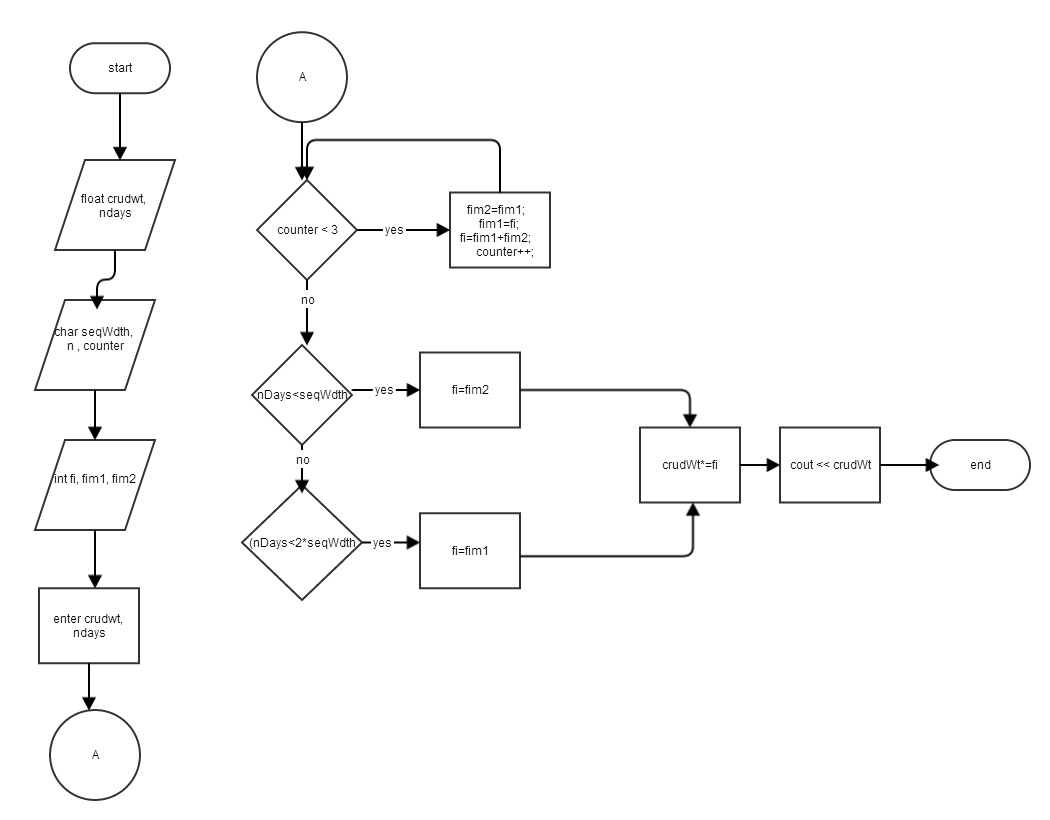 start
float crudwt,
ndays
char seqWdth,
n , counter
int fi, fim1, fim2
enter crudwt,
ndays
A
A
counter < 3
yes
fim2=fim1;
fim1=fi;
fi=fim1+fim2;
counter++;
no
nDays<seqWdth
yes
fi=fim2
no
(nDays<2*seqWdth
yes
fi=fim1
crudWt*=fi
cout << crudWt
end